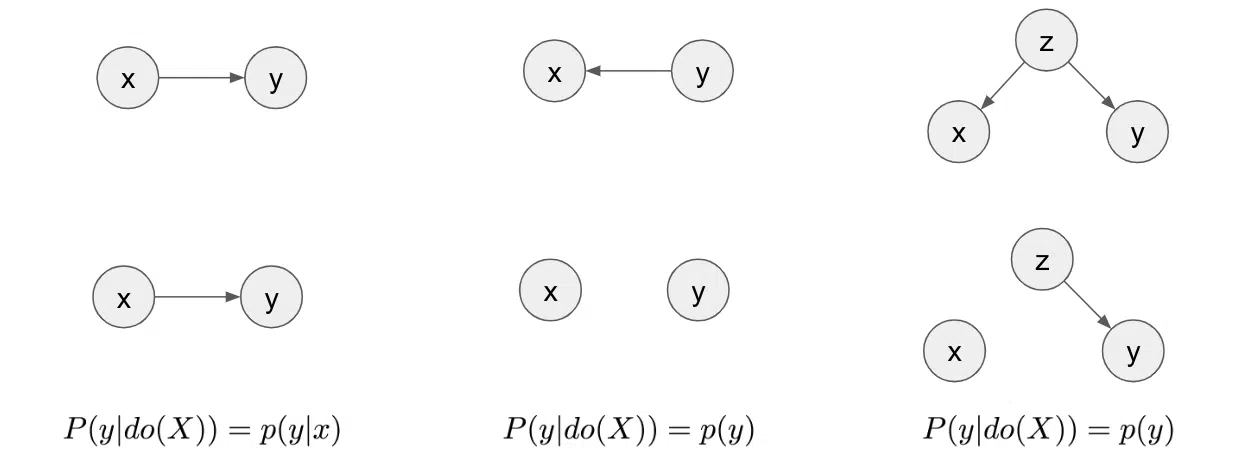 z
x y
x y
x y
z
x y
x y
x y
P(y|do(X)) = p(y|x)
P(y|do(X)) = p(y)
P(y|do(X)) = p(y)